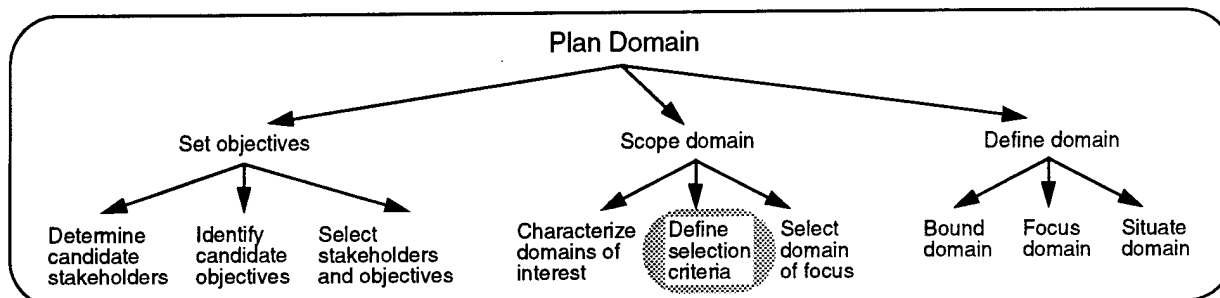 Plan Domain
Set objectives
Scope domain
Define domain
Determine
candidate
stakeholders
Identify
candidate
objectives
Select
stakeholders
and objectives
Characterize
domains of
interest
Define
selection
criteria
Select
domain
of focus
Bound
domain
Focus
domain
Situate
domain